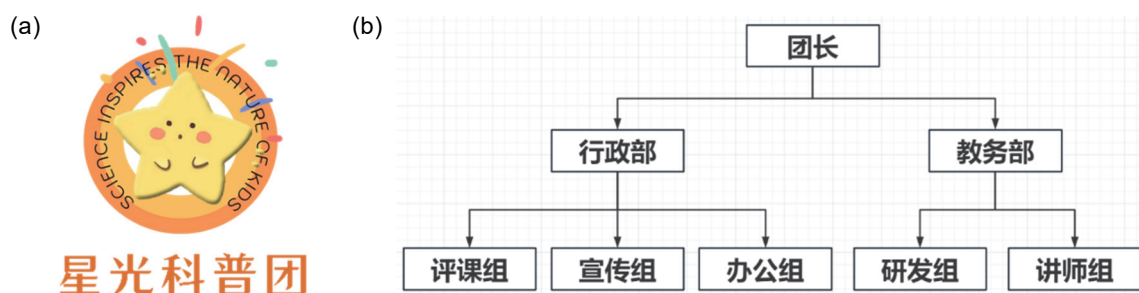 (a)
SCIENCE INSPIRES THE NATURE OF KIDS
星光科普团
(b)
团长
行政部
教务部
评课组
宣传组
办公组
研发组
讲师组